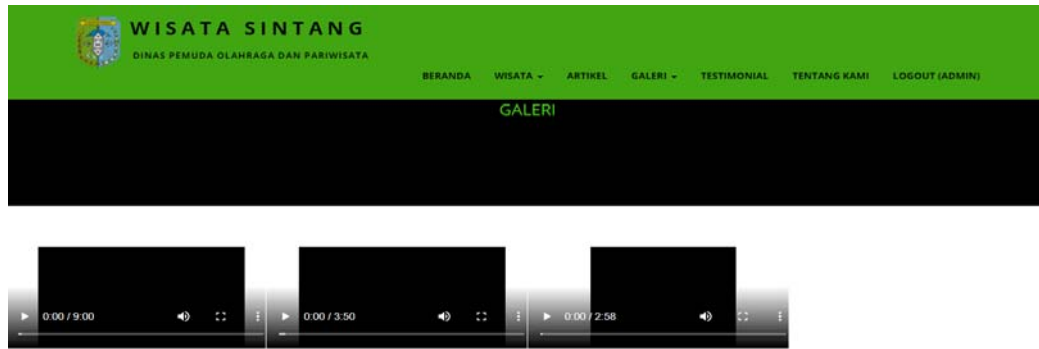 WISATA SINTANG
DINAS PEMUDA OLAHRAGA DAN PARIWISATA
BERANDA WISATA ARTIKEL GALERI TESTIMONIAL TENTANG KAMI LOGOUT (ADMIN)
GALERI
0:00 / 9:00 0:00 / 3:50 0:00 / 2:58